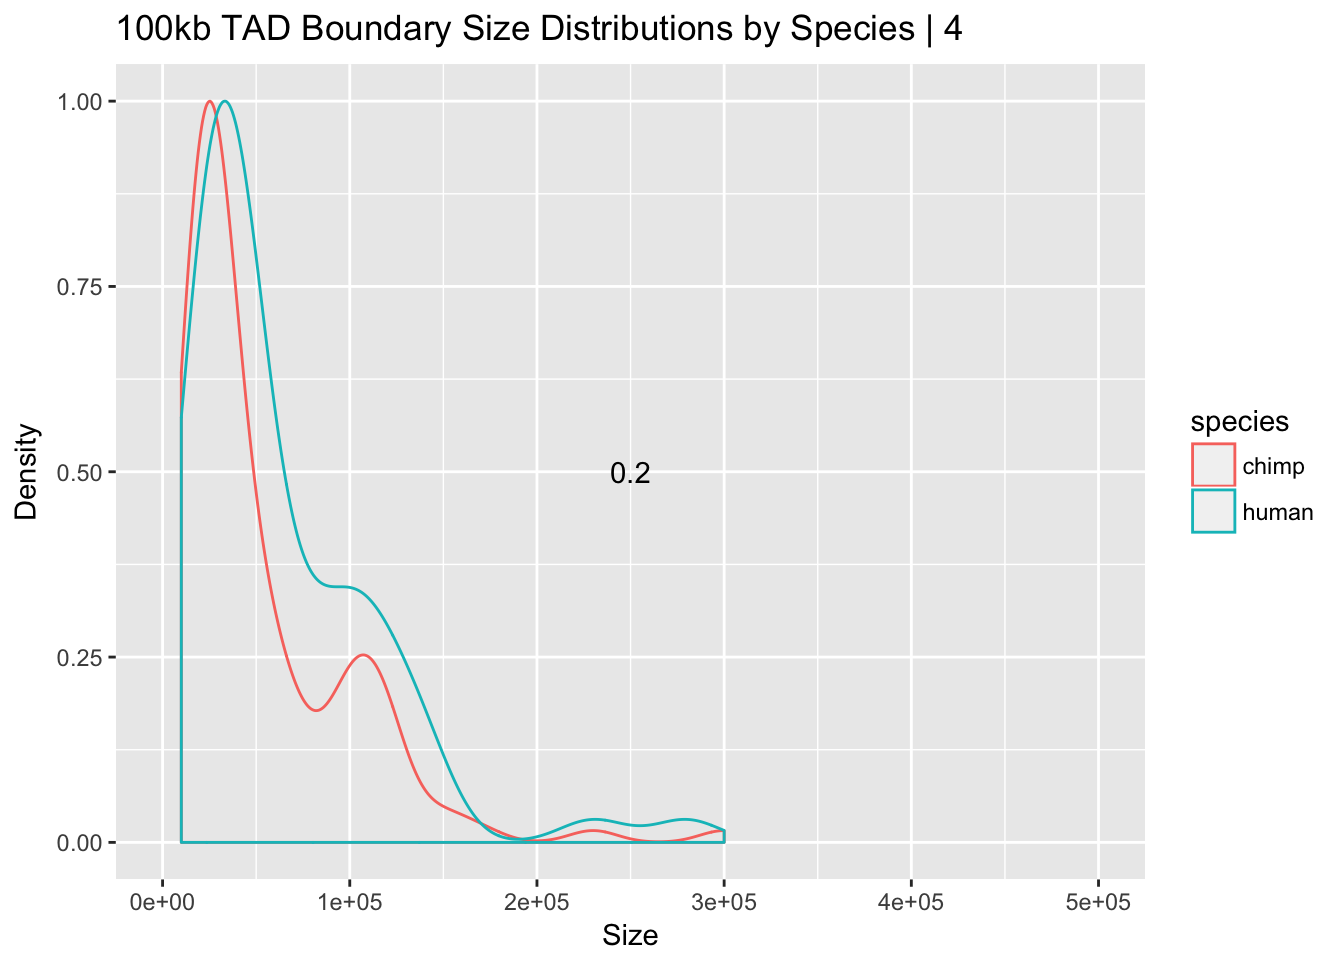 100kb TAD Boundary Size Distributions by Species | 4
1.00
0.75
0.50
0.25
0.00
Density
0.2
0e+00
1e+05
2e+05
3e+05
4e+05
5e+05
Size
species
chimp
human